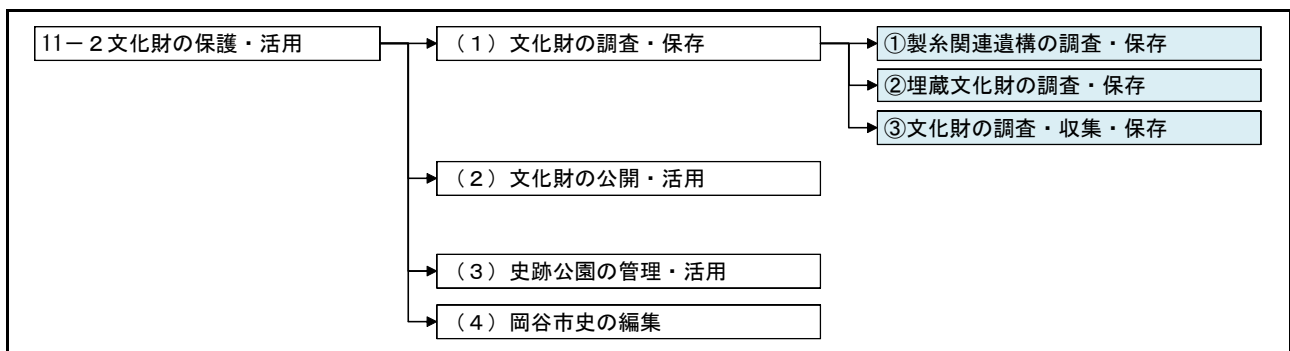 11－2文化財の保護・活用
（1）文化財の調査・保存
①製糸関連遺構の調査・保存
②埋蔵文化財の調査・保存
③文化財の調査・収集・保存
（2）文化財の公開・活用
（3）史跡公園の管理・活用
（4）岡谷市史の編集